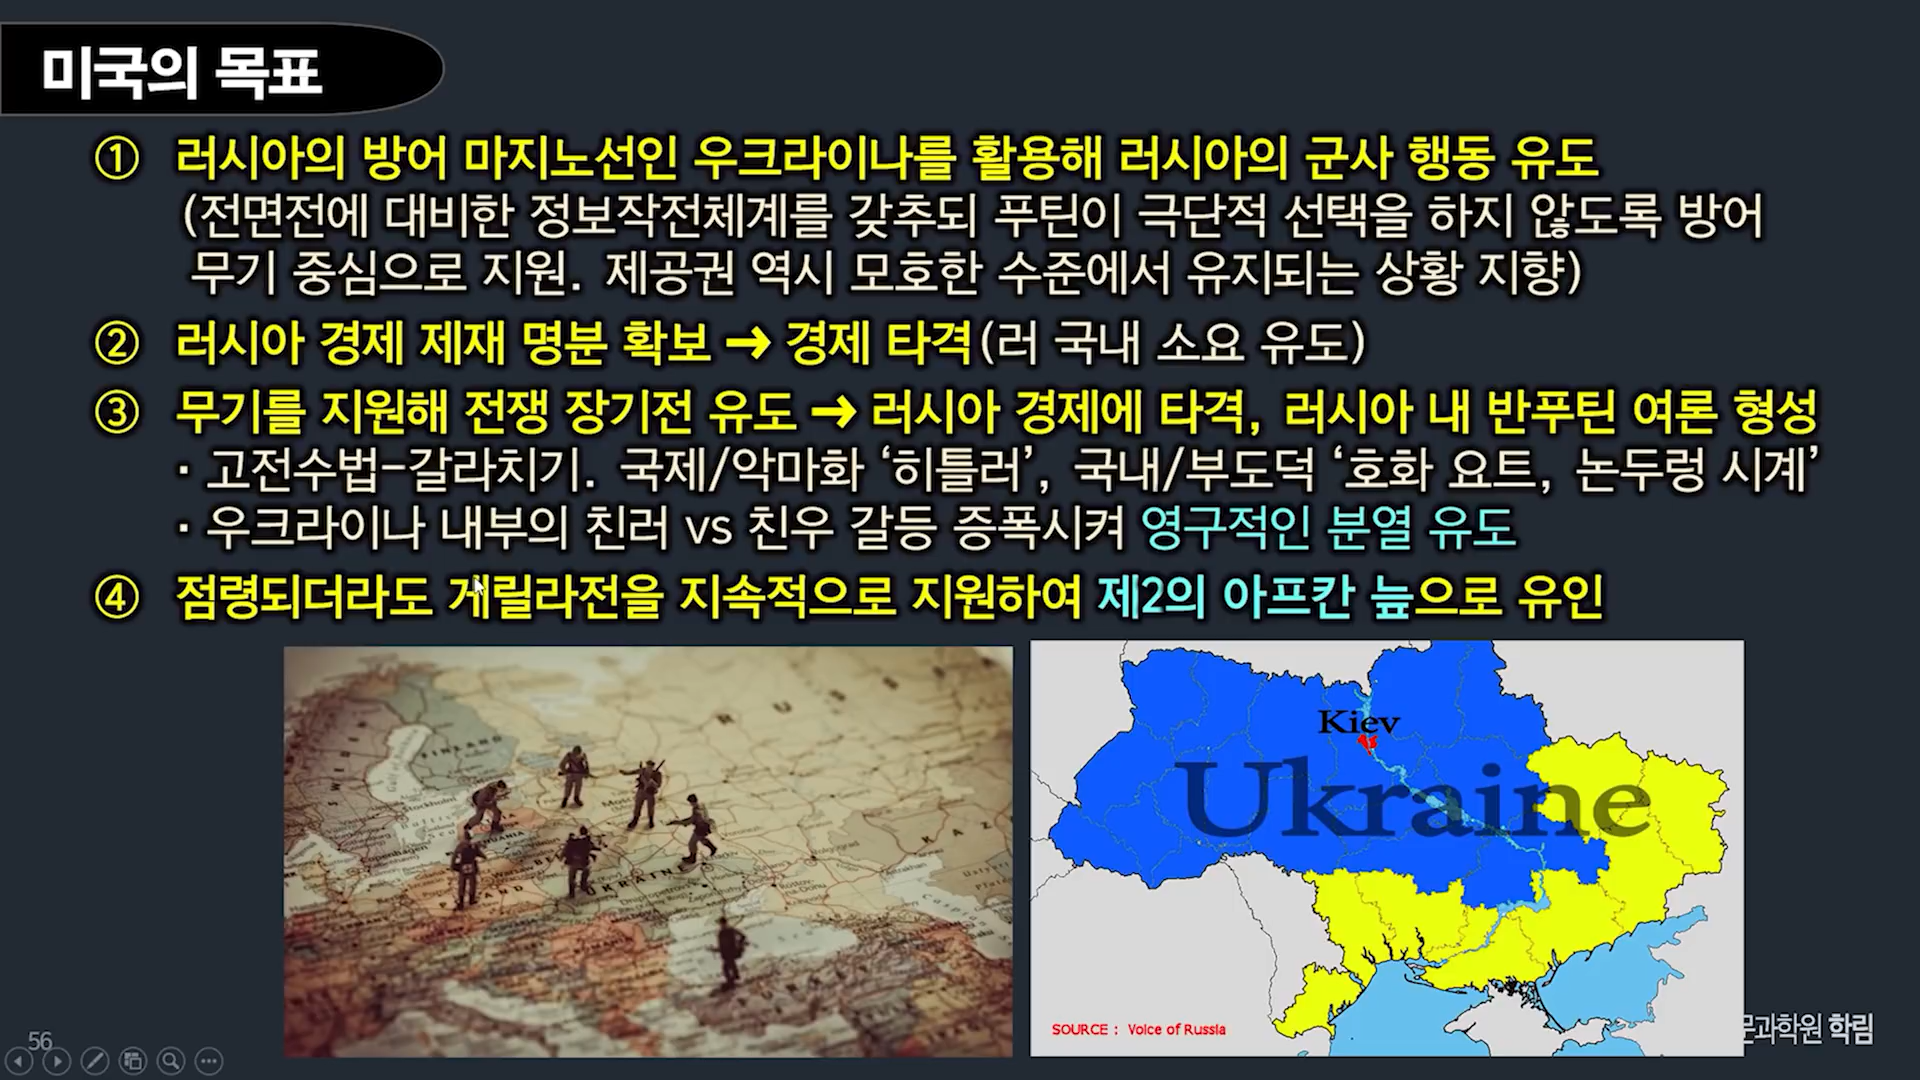 미국의 목표
① 러시아의 방어 마지노선인 우크라이나를 활용해 러시아의 군사 행동 유도
(전면전에 대비한 정보작전체계를 갖추되 푸틴이 극단적 선택을 하지 않도록 방어
무기 중심으로 지원. 제공권 역시 모호한 수준에서 유지되는 상황 지향)
② 러시아 경제 제재 명분 확보 → 경제 타격(러 국내 소요 유도)
③ 무기를 지원해 전쟁 장기전 유도 → 러시아 경제에 타격, 러시아 내 반푸틴 여론 형성
· 고전수법-갈라치기. 국제/악마화 ‘히틀러’, 국내/부도덕 ‘호화 요트, 논두렁 시계’
· 우크라이나 내부의 친러 vs 친우 갈등 증폭시켜 영구적인 분열 유도
④ 점령되더라도 게릴라전을 지속적으로 지원하여 제2의 아프칸 늪으로 유인
RUSS
FINLAND
Stockholm
UKRAINE
KAZ
Kiev
Ukraine
SOURCE : Voice of Russia
문과학원 학림
56